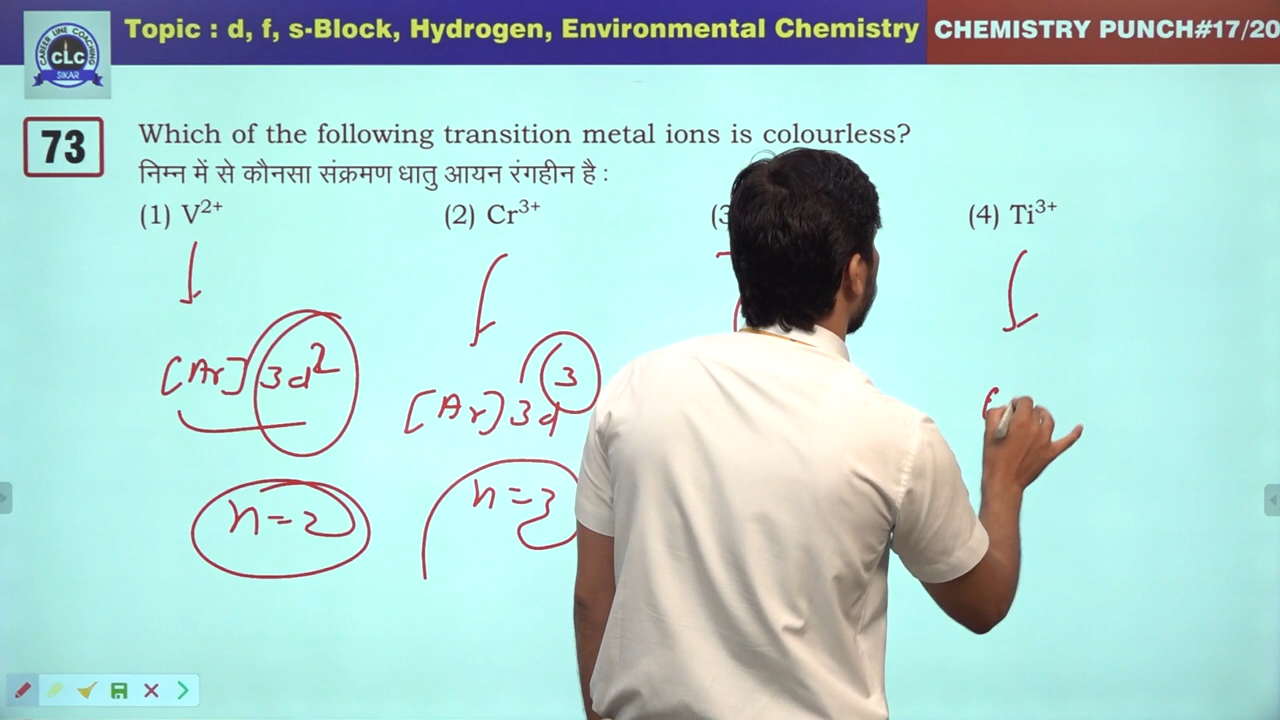 Topic : d, f, s-Block, Hydrogen, Environmental Chemistry
CHEMISTRY PUNCH#17/20
CAREER LINE COACHING
CLC
SIKAR
73
Which of the following transition metal ions is colourless?
निम्न में से कौनसा संक्रमण धातु आयन रंगहीन है :
(1) V²⁺
(2) Cr³⁺
(3
(4) Ti³⁺
[Ar] 3d²
[Ar] 3d³
n=2
n=3